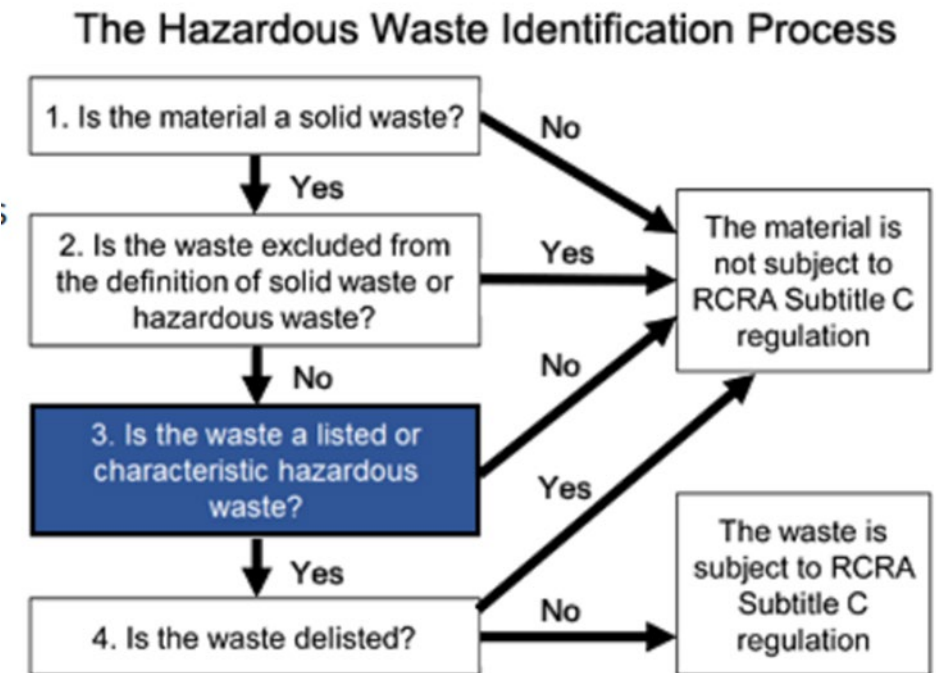 The Hazardous Waste Identification Process
1. Is the material a solid waste?
No
Yes
2. Is the waste excluded from
the definition of solid waste or
hazardous waste?
Yes
The material is
not subject to
RCRA Subtitle C
regulation
No
No
3. Is the waste a listed or
characteristic hazardous
waste?
Yes
Yes
4. Is the waste delisted?
No
The waste is
subject to RCRA
Subtitle C
regulation